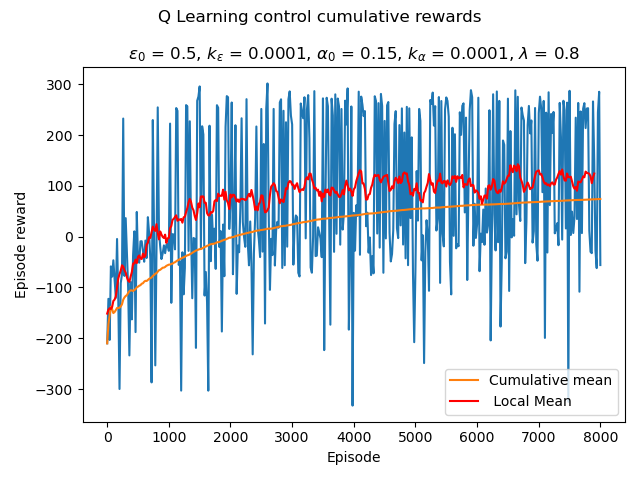 Q Learning control cumulative rewards
ε₀ = 0.5, kε = 0.0001, α₀ = 0.15, kα = 0.0001, λ = 0.8
300
200
100
0
−100
−200
−300
Episode reward
Cumulative mean
Local Mean
0 1000 2000 3000 4000 5000 6000 7000 8000
Episode